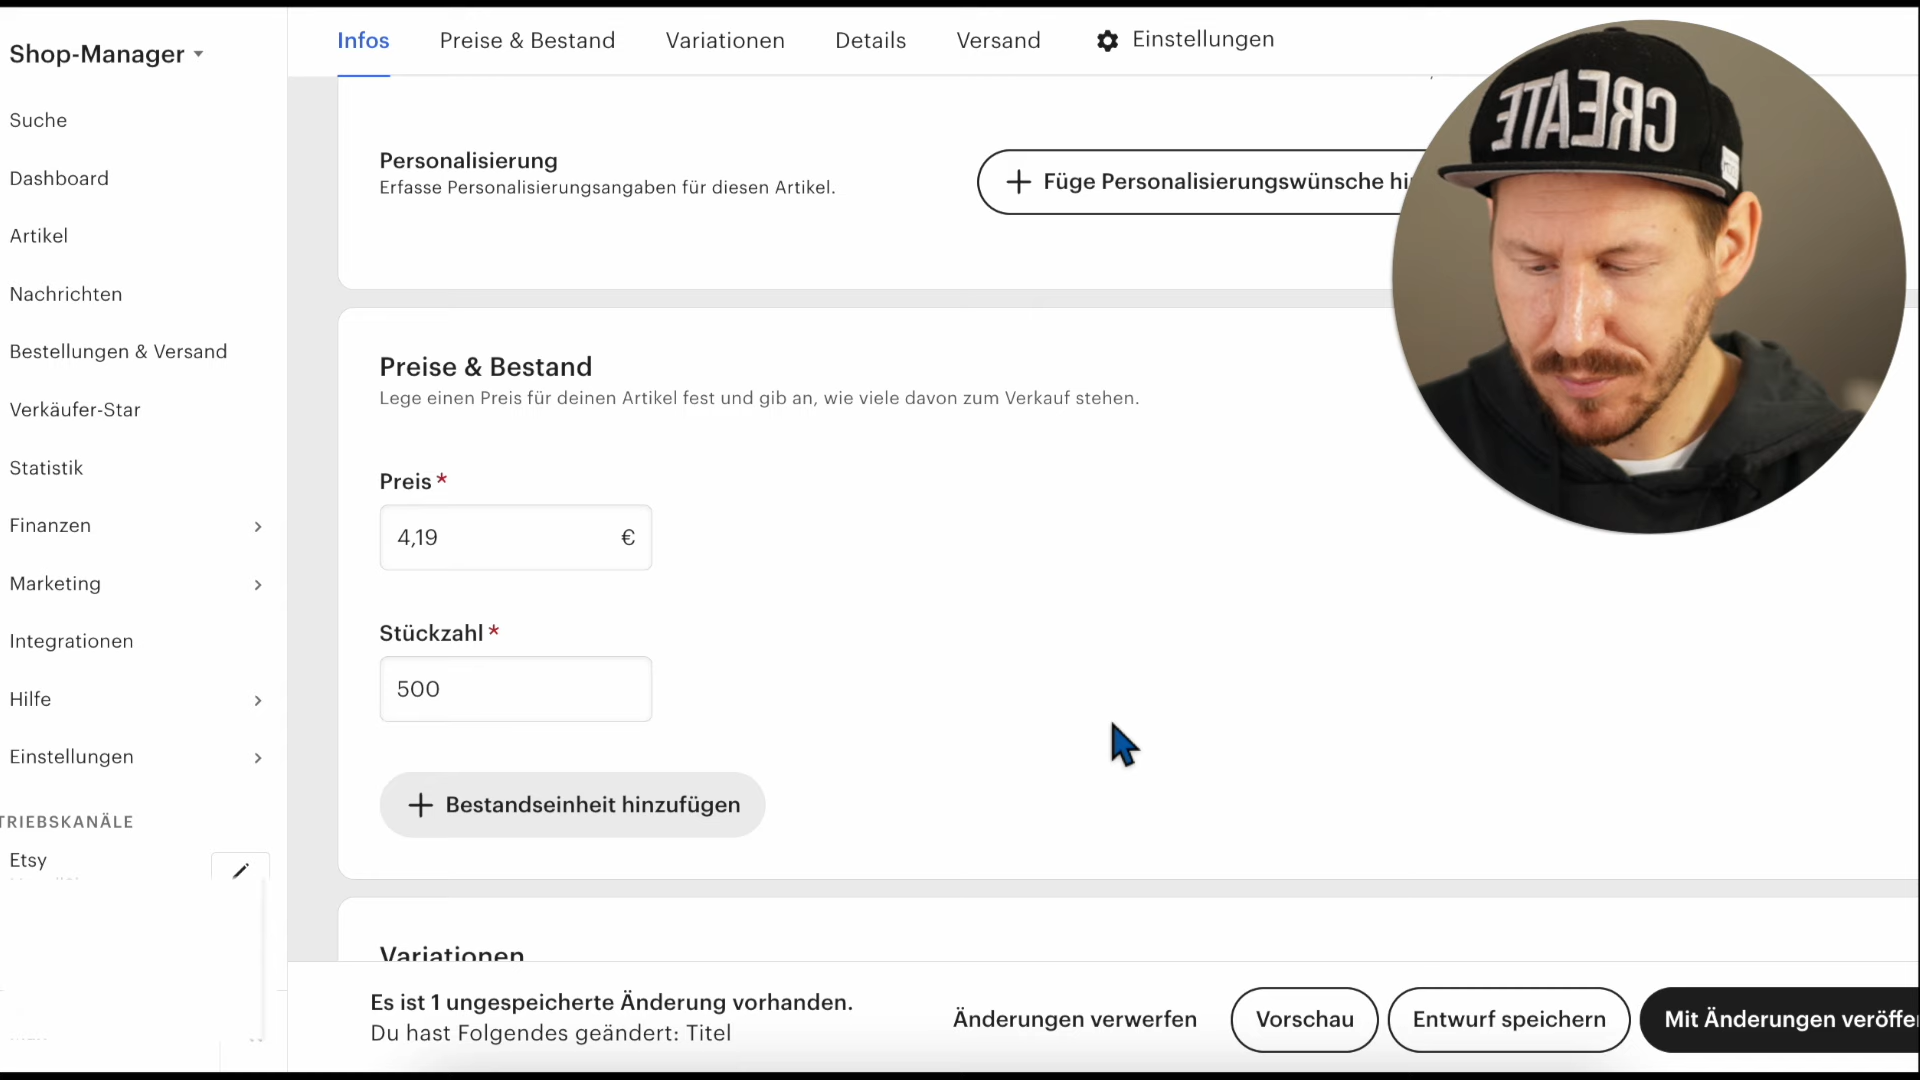 Shop-Manager
Suche
Dashboard
Artikel
Nachrichten
Bestellungen & Versand
Verkäufer-Star
Statistik
Finanzen
Marketing
Integrationen
Hilfe
Einstellungen
TRIEBSKANÄLE
Etsy
Infos
Preise & Bestand
Variationen
Details
Versand
Einstellungen
Personalisierung
Erfasse Personalisierungsangaben für diesen Artikel.
+ Füge Personalisierungswünsche hi
Preise & Bestand
Lege einen Preis für deinen Artikel fest und gib an, wie viele davon zum Verkauf stehen.
Preis *
4,19 €
Stückzahl *
500
+ Bestandseinheit hinzufügen
Variationen
Es ist 1 ungespeicherte Änderung vorhanden.
Du hast Folgendes geändert: Titel
Änderungen verwerfen
Vorschau
Entwurf speichern
Mit Änderungen veröffe
CREATE